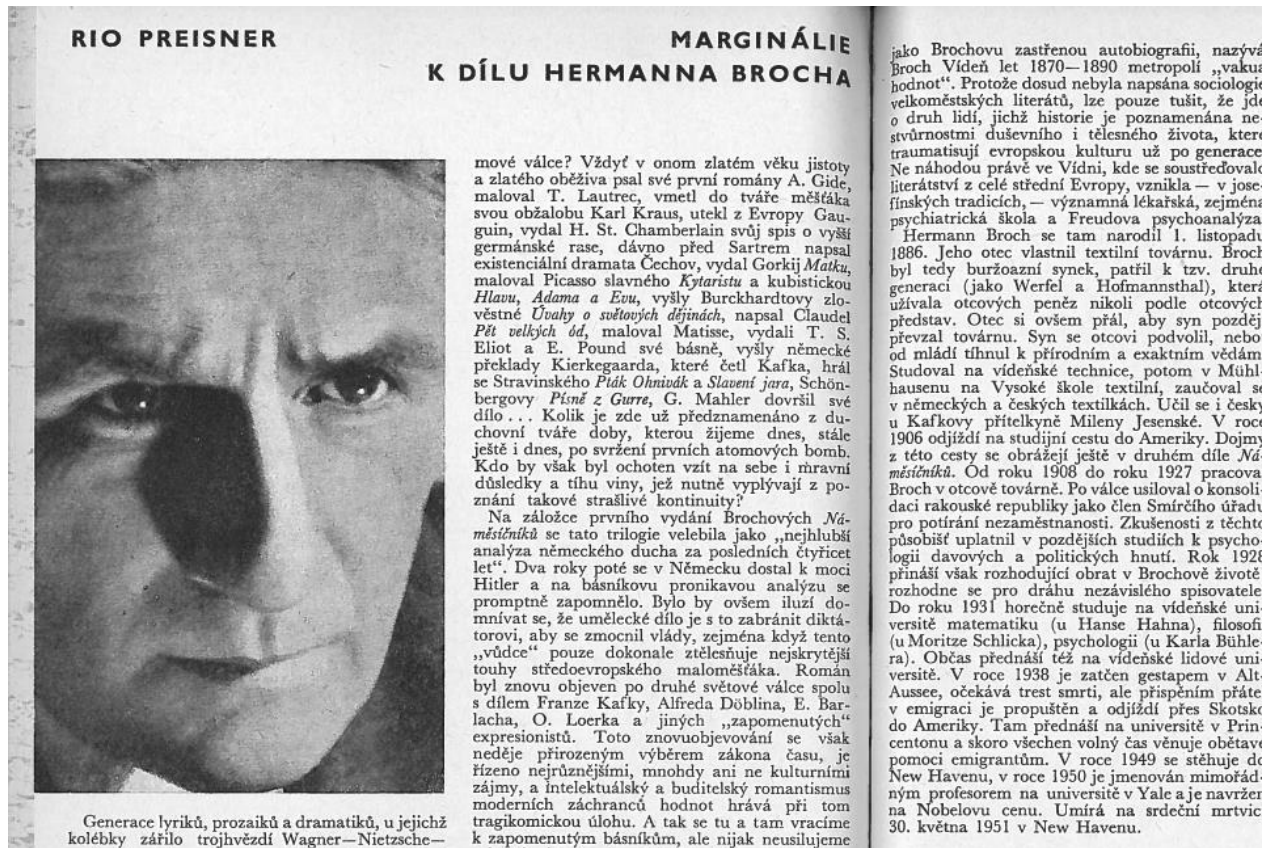 RIO PREISNER
MARGINÁLIE
K DÍLU HERMANNA BROCHA
Generace lyriků, prozaiků a dramatiků, u jejichž
kolébky zářilo trojhvězdí Wagner—Nietzsche—
mové válce? Vždyť v onom zlatém věku jistoty
a zlatého oběživa psal své první romány A. Gide,
maloval T. Lautrec, vmetl do tváře měšťáka
svou obžalobu Karl Kraus, utekl z Evropy Gau-
guin, vydal H. St. Chamberlain svůj spis o vyšší
germánské rase, dávno před Sartrem napsal
existenciální dramata Čechov, vydal Gorkij Matku,
maloval Picasso slavného Kytaristu a kubistickou
Hlavu, Adama a Evu, vyšly Burckhardtovy zlo-
věstné Úvahy o světových dějinách, napsal Claudel
Pět velkých ód, maloval Matisse, vydali T. S.
Eliot a E. Pound své básně, vyšly německé
překlady Kierkegaarda, které četl Kafka, hrál
se Stravinského Pták Ohnivák a Slavení jara, Schön-
bergovy Písně z Gurre, G. Mahler dovršil své
dílo . . . Kolik je zde už předznamenáno z du-
chovní tváře doby, kterou žijeme dnes, stále
ještě i dnes, po svržení prvních atomových bomb.
Kdo by však byl ochoten vzít na sebe i mravní
důsledky a tíhu viny, jež nutně vyplývají z po-
znání takové strašlivé kontinuity?
Na záložce prvního vydání Brochových Ná-
měsíčníků se tato trilogie velebila jako „nejhlubší
analýza německého ducha za posledních čtyřicet
let“. Dva roky poté se v Německu dostal k moci
Hitler a na básníkovu pronikavou analýzu se
promptně zapomnělo. Bylo by ovšem iluzí do-
mnívat se, že umělecké dílo je s to zabránit diktá-
torovi, aby se zmocnil vlády, zejména když tento
„vůdce“ pouze dokonale ztělesňuje nejskrytější
touhy středoevropského maloměšťáka. Román
byl znovu objeven po druhé světové válce spolu
s dílem Franze Kafky, Alfreda Döblina, E. Bar-
lacha, O. Loerka a jiných „zapomenutých“
expresionistů. Toto znovuobjevování se však
neděje přirozeným výběrem zákona času, je
řízeno nejrůznějšími, mnohdy ani ne kulturními
zájmy, a intelektuálský a buditelský romantismus
moderních záchranců hodnot hrává při tom
tragikomickou úlohu. A tak se tu a tam vracíme
k zapomenutým básníkům, ale nijak neusilujeme
jako Brochovu zastřenou autobiografii, nazývá
Broch Vídeň let 1870—1890 metropolí „vakua
hodnot“. Protože dosud nebyla napsána sociologie
velkoměstských literátů, lze pouze tušit, že jde
o druh lidí, jichž historie je poznamenána ne-
stvůrnostmi duševního i tělesného života, které
traumatisují evropskou kulturu už po generace.
Ne náhodou právě ve Vídni, kde se soustřeďovalo
literátství z celé střední Evropy, vznikla — v jose-
fínských tradicích, — významná lékařská, zejména
psychiatrická škola a Freudova psychoanalýza.
Hermann Broch se tam narodil 1. listopadu
1886. Jeho otec vlastnil textilní továrnu. Broch
byl tedy buržoazní synek, patřil k tzv. druhé
generaci (jako Werfel a Hofmannsthal), která
užívala otcových peněz nikoli podle otcových
představ. Otec si ovšem přál, aby syn později
převzal továrnu. Syn se otcovi podvolil, neboť
od mládí tíhnul k přírodním a exaktním vědám.
Studoval na vídeňské technice, potom v Mühl-
hausenu na Vysoké škole textilní, zaučoval se
v německých a českých textilkách. Učil se i česky
u Kafkovy přítelkyně Mileny Jesenské. V roce
1906 odjíždí na studijní cestu do Ameriky. Dojmy
z této cesty se obrážejí ještě v druhém díle Ná-
měsíčníků. Od roku 1908 do roku 1927 pracoval
Broch v otcově továrně. Po válce usiloval o konsoli-
daci rakouské republiky jako člen Smírčího úřadu
pro potírání nezaměstnanosti. Zkušenosti z těchto
působišť uplatnil v pozdějších studiích k psycho-
logii davových a politických hnutí. Rok 1928
přináší však rozhodující obrat v Brochově životě
rozhodne se pro dráhu nezávislého spisovatele.
Do roku 1931 horečně studuje na vídeňské uni-
versitě matematiku (u Hanse Hahna), filosofii
(u Moritze Schlicka), psychologii (u Karla Bühle-
ra). Občas přednáší též na vídeňské lidové uni-
versitě. V roce 1938 je zatčen gestapem v Alt-
Aussee, očekává trest smrti, ale přispěním přátel
v emigraci je propuštěn a odjíždí přes Skotsko
do Ameriky. Tam přednáší na universitě v Prin-
centonu a skoro všechen volný čas věnuje obětavé
pomoci emigrantům. V roce 1949 se stěhuje do
New Havenu, v roce 1950 je jmenován mimořád-
ným profesorem na universitě v Yale a je navržen
na Nobelovu cenu. Umírá na srdeční mrtvici
30. května 1951 v New Havenu.